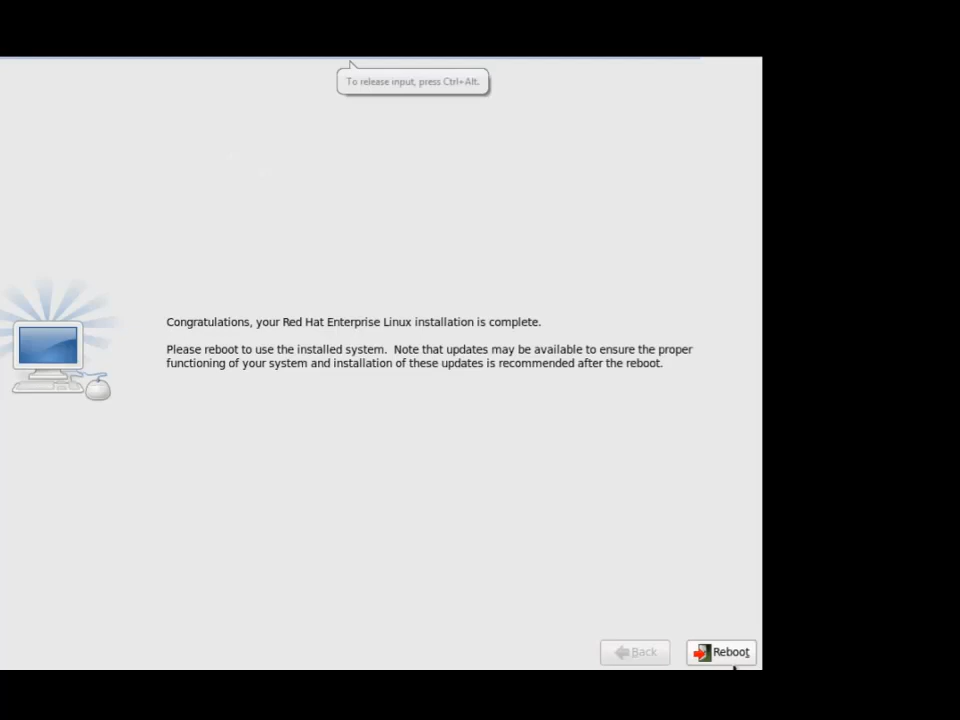 To release input, press Ctrl+Alt.
Congratulations, your Red Hat Enterprise Linux installation is complete.
Please reboot to use the installed system.  Note that updates may be available to ensure the proper
functioning of your system and installation of these updates is recommended after the reboot.
Back
Reboot